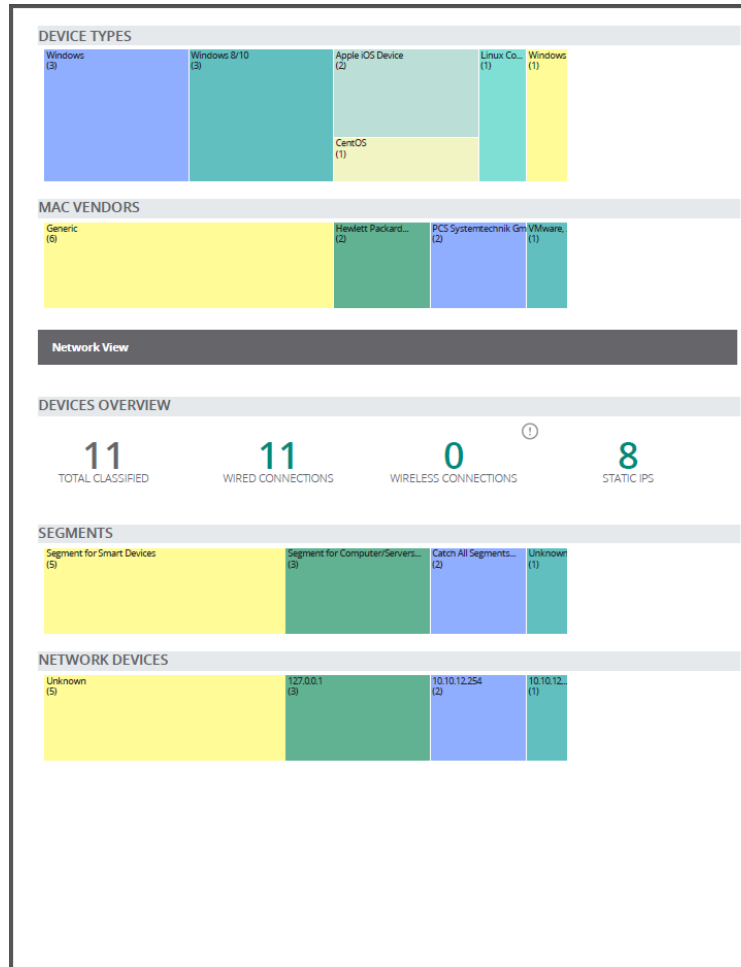 DEVICE TYPES
Windows
(3)
Windows 8/10
(3)
Apple iOS Device
(2)
CentOS
(1)
Linux Co...
(1)
Windows
(1)
MAC VENDORS
Generic
(6)
Hewlett Packard...
(2)
PCS Systemtechnik Gm
(2)
VMware, .
(1)
Network View
DEVICES OVERVIEW
11
TOTAL CLASSIFIED
11
WIRED CONNECTIONS
0
WIRELESS CONNECTIONS
8
STATIC IPS
SEGMENTS
Segment for Smart Devices
(5)
Segment for Computer/Servers...
(3)
Catch All Segments...
(2)
Unknown
(1)
NETWORK DEVICES
Unknown
(5)
127.0.0.1
(3)
10.10.12.254
(2)
10.10.12...
(1)